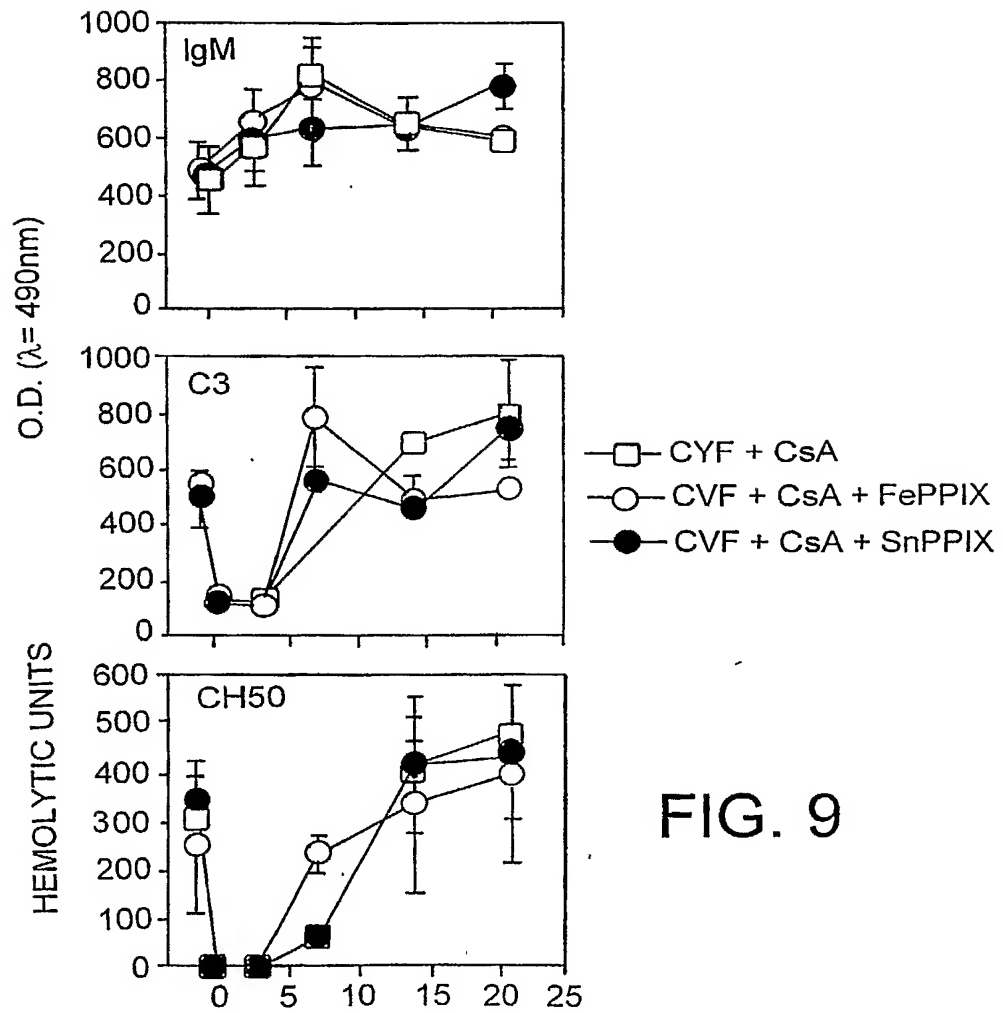 1000
IgM
800
600
400
200
0
O.D. (λ= 490nm)
1000
C3
800
600
400
200
0
CYF + CsA
CVF + CsA + FePPIX
CVF + CsA + SnPPIX
HEMOLYTIC UNITS
600
CH50
500
400
300
200
100
0
0 5 10 15 20 25
FIG. 9